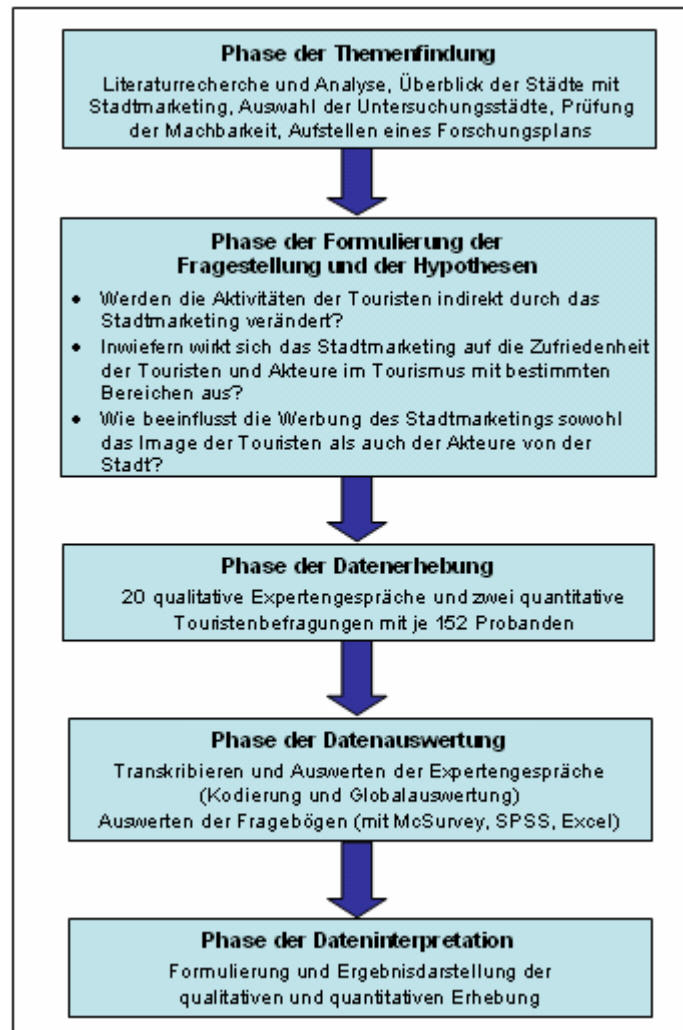 Phase der Themenfindung
Literaturrecherche und Analyse, Überblick der Städte mit
Stadtmarketing, Auswahl der Untersuchungsstädte, Prüfung
der Machbarkeit, Aufstellen eines Forschungsplans
Phase der Formulierung der
Fragestellung und der Hypothesen
• Werden die Aktivitäten der Touristen indirekt durch das
Stadtmarketing verändert?
• Inwiefern wirkt sich das Stadtmarketing auf die Zufriedenheit
der Touristen und Akteure im Tourismus mit bestimmten
Bereichen aus?
• Wie beeinflusst die Werbung des Stadtmarketings sowohl
das Image der Touristen als auch der Akteure von der
Stadt?
Phase der Datenerhebung
20 qualitative Expertengespräche und zwei quantitative
Touristenbefragungen mit je 152 Probanden
Phase der Datenauswertung
Transkribieren und Auswerten der Expertengespräche
(Kodierung und Globalauswertung)
Auswerten der Fragebögen (mit McSurvey, SPSS, Excel)
Phase der Dateninterpretation
Formulierung und Ergebnisdarstellung der
qualitativen und quantitativen Erhebung